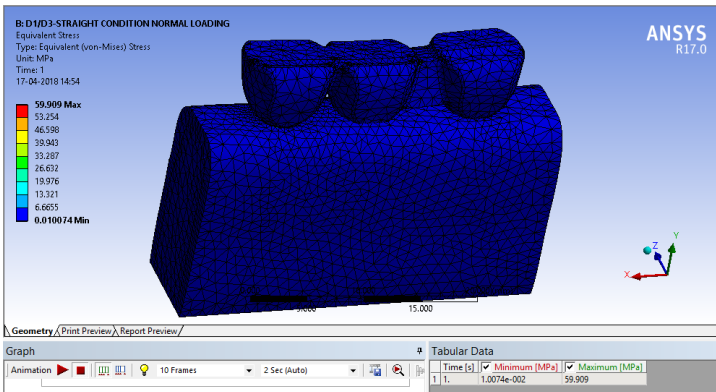 B: D1/D3-STRAIGHT CONDITION NORMAL LOADING
Equivalent Stress
Type: Equivalent (von-Mises) Stress
Unit: MPa
Time: 1
17-04-2018 14:54
ANSYS
R17.0
59.909 Max
53.254
46.598
39.943
33.287
26.632
19.976
13.321
6.6655
0.010074 Min
Y
Z
X
15.000
Geometry Print Preview Report Preview
Graph
Animation 10 Frames 2 Sec (Auto)
Tabular Data
Time [s] Minimum [MPa] Maximum [MPa]
1 1. 1.0074e-002 59.909